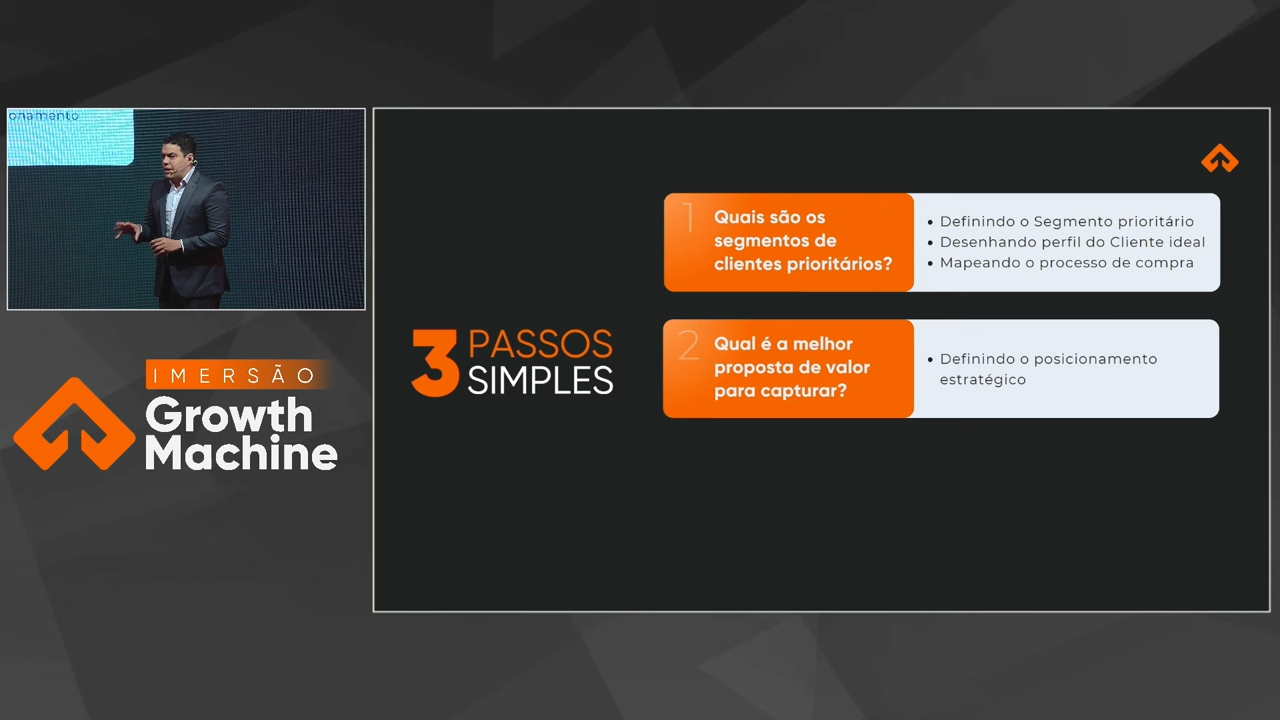 onamento
IMERSÃO
Growth
Machine
3 PASSOS
SIMPLES
1
Quais são os
segmentos de
clientes prioritários?
• Definindo o Segmento prioritário
• Desenhando perfil do Cliente ideal
• Mapeando o processo de compra
2
Qual é a melhor
proposta de valor
para capturar?
• Definindo o posicionamento
estratégico